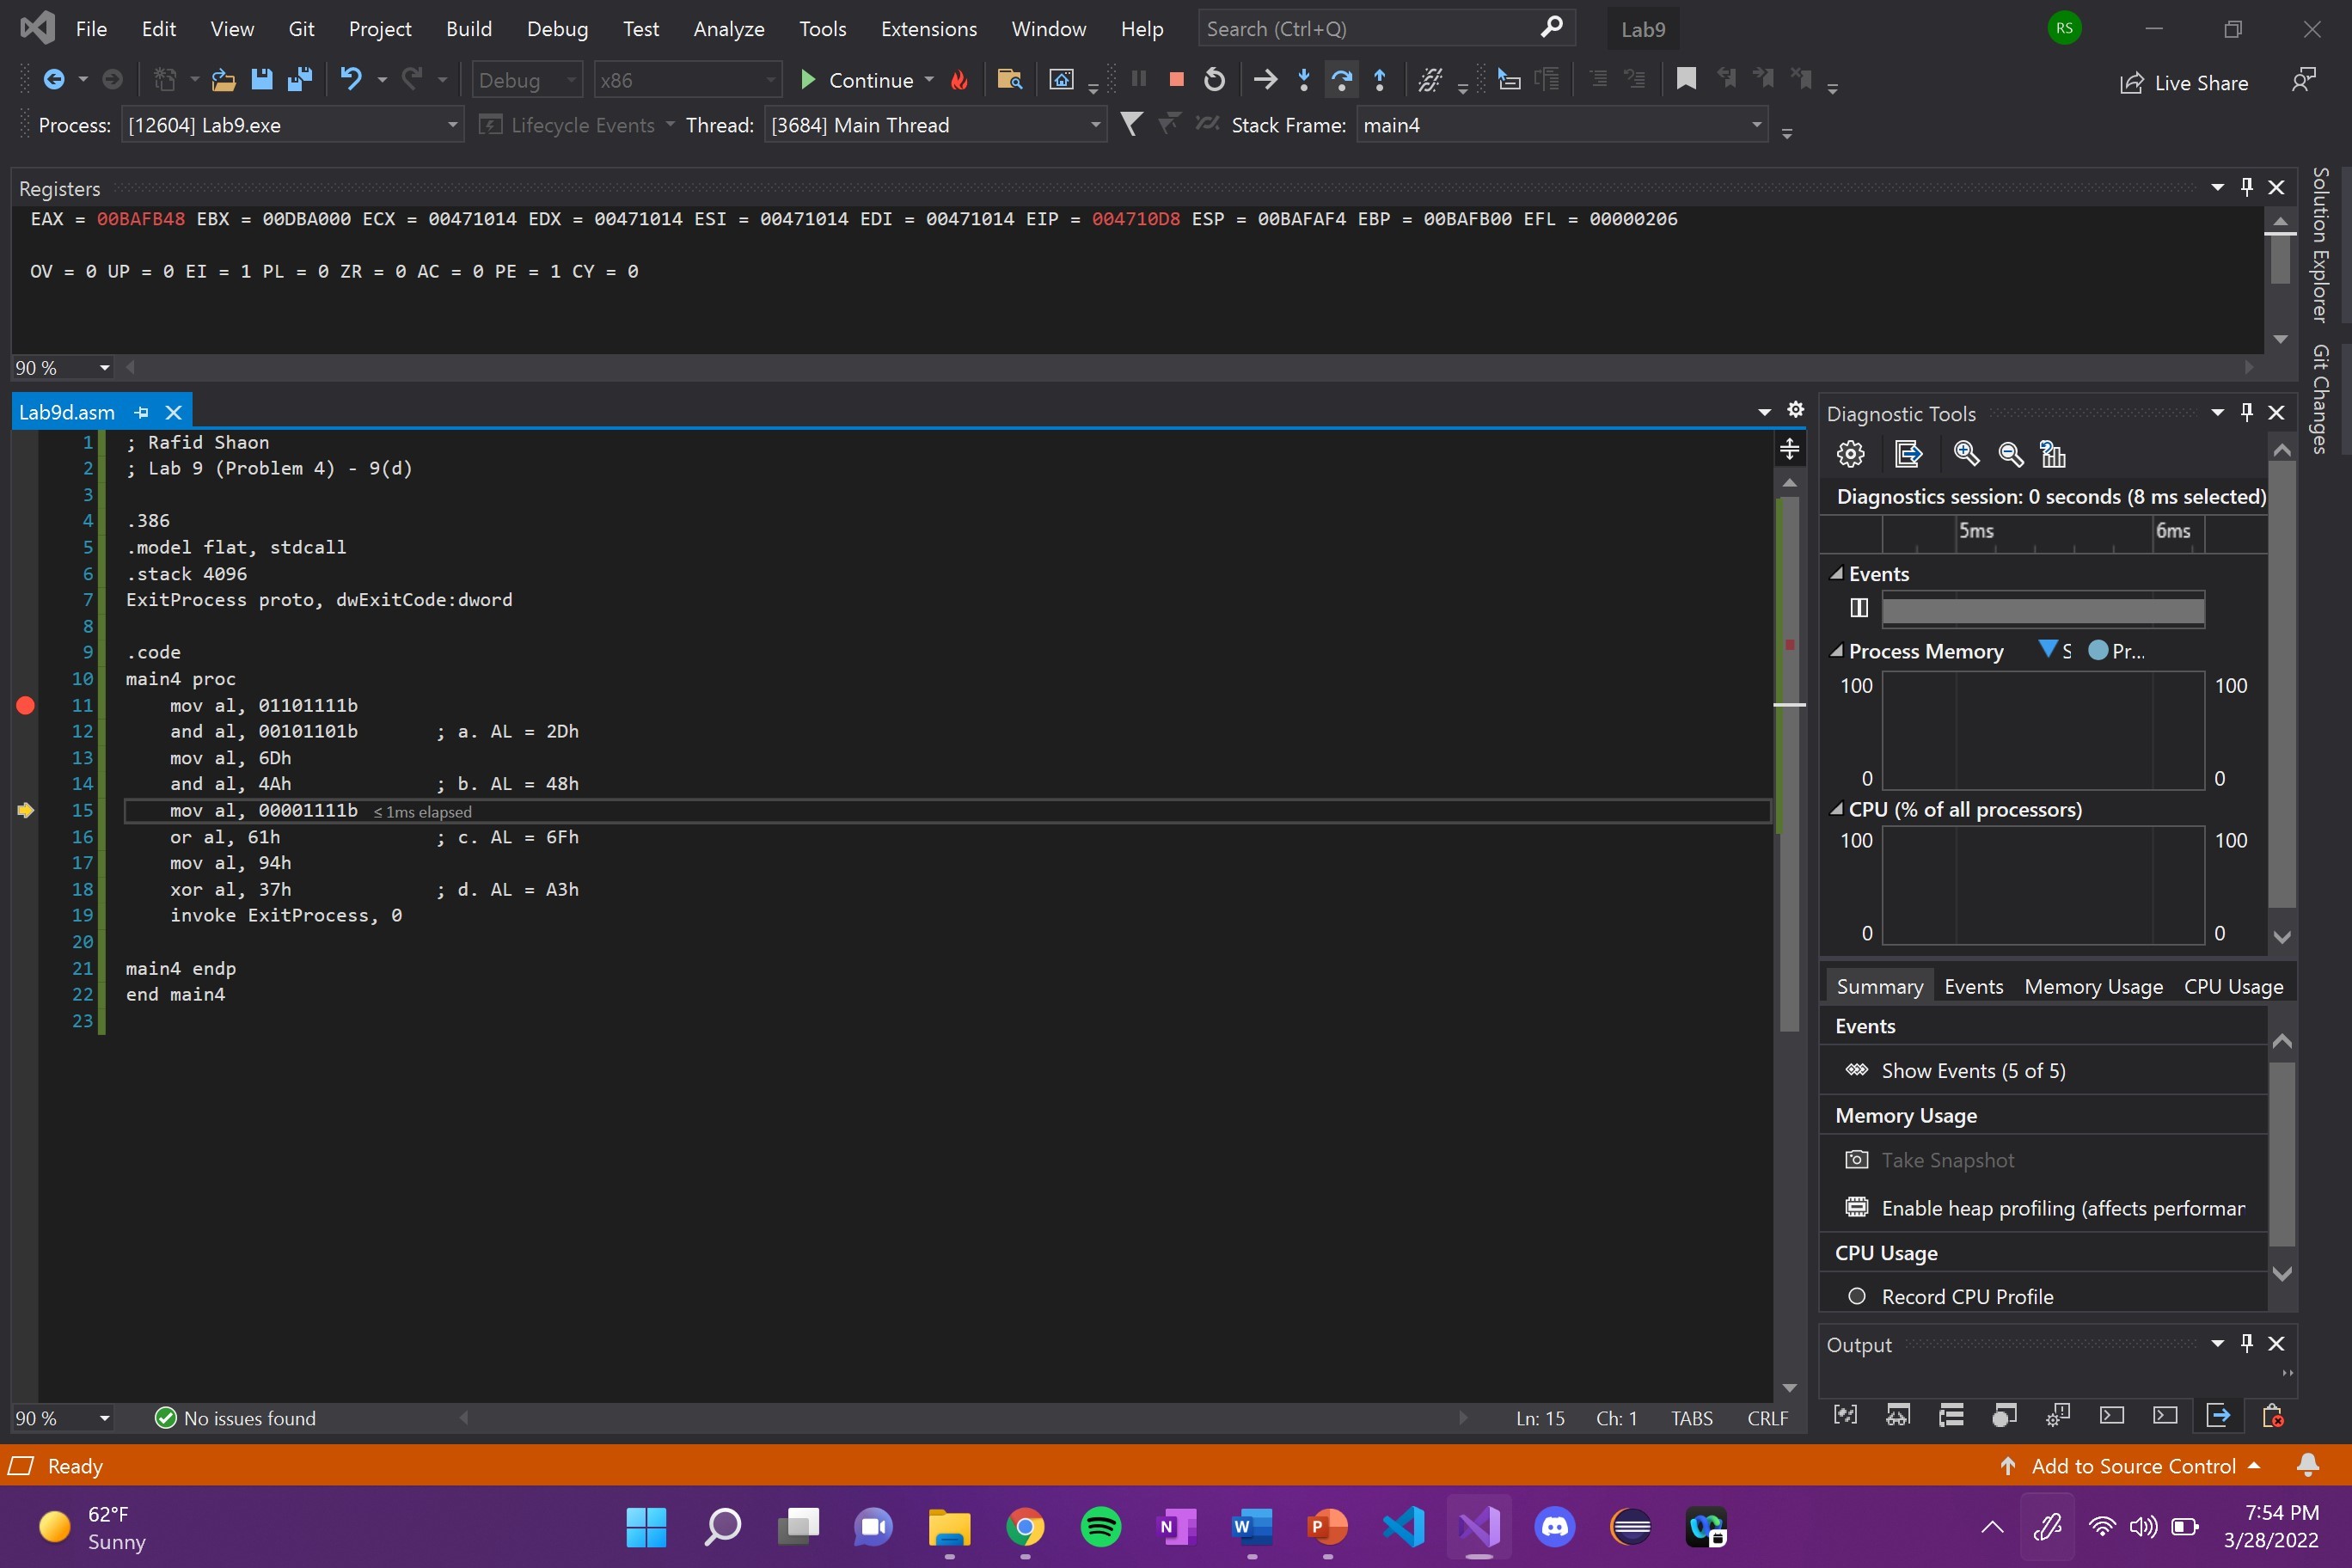 File Edit View Git Project Build Debug Test Analyze Tools Extensions Window Help Search (Ctrl+Q) Lab9 RS
Debug x86 Continue Live Share
Process: [12604] Lab9.exe Lifecycle Events Thread: [3684] Main Thread Stack Frame: main4
Registers
EAX = 00BAFB48 EBX = 00DBA000 ECX = 00471014 EDX = 00471014 ESI = 00471014 EDI = 00471014 EIP = 004710D8 ESP = 00BAFAF4 EBP = 00BAFB00 EFL = 00000206
OV = 0 UP = 0 EI = 1 PL = 0 ZR = 0 AC = 0 PE = 1 CY = 0
90 %
Solution Explorer
Git Changes
Lab9d.asm
1 ; Rafid Shaon
2 ; Lab 9 (Problem 4) - 9(d)
3
4 .386
5 .model flat, stdcall
6 .stack 4096
7 ExitProcess proto, dwExitCode:dword
8
9 .code
10 main4 proc
11 mov al, 01101111b
12 and al, 00101101b ; a. AL = 2Dh
13 mov al, 6Dh
14 and al, 4Ah ; b. AL = 48h
15 mov al, 00001111b ≤ 1ms elapsed
16 or al, 61h ; c. AL = 6Fh
17 mov al, 94h
18 xor al, 37h ; d. AL = A3h
19 invoke ExitProcess, 0
20
21 main4 endp
22 end main4
23
90 % No issues found Ln: 15 Ch: 1 TABS CRLF
Diagnostic Tools
Diagnostics session: 0 seconds (8 ms selected)
5ms 6ms
Events
Process Memory S Pr...
100 100
0 0
CPU (% of all processors)
100 100
0 0
Summary Events Memory Usage CPU Usage
Events
Show Events (5 of 5)
Memory Usage
Take Snapshot
Enable heap profiling (affects performar
CPU Usage
Record CPU Profile
Output
Ready Add to Source Control
62°F
Sunny
7:54 PM
3/28/2022